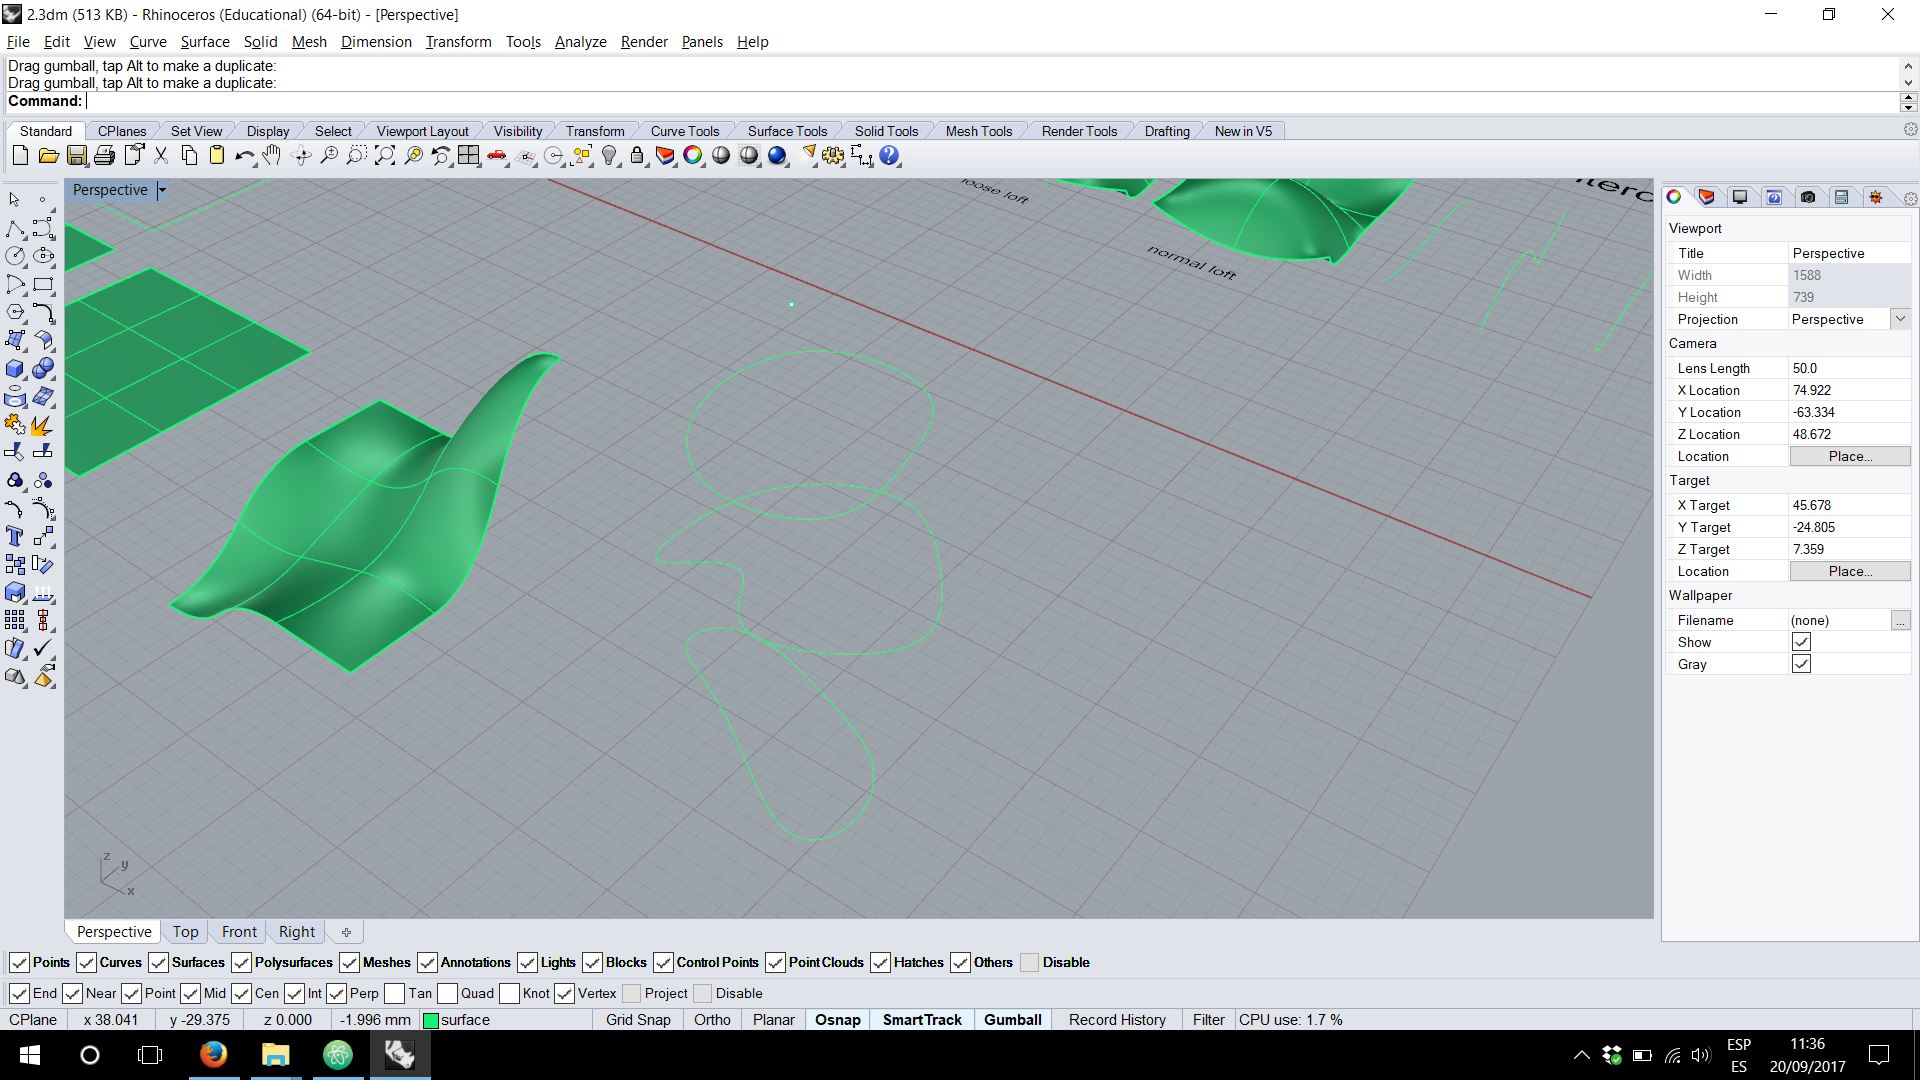 2.3dm (513 KB) - Rhinoceros (Educational) (64-bit) - [Perspective]
File Edit View Curve Surface Solid Mesh Dimension Transform Tools Analyze Render Panels Help
Drag gumball, tap Alt to make a duplicate:
Drag gumball, tap Alt to make a duplicate:
Command:
Standard CPlanes Set View Display Select Viewport Layout Visibility Transform Curve Tools Surface Tools Solid Tools Mesh Tools Render Tools Drafting New in V5
Perspective
loft
normal loft
z
y
x
Viewport
Title Perspective
Width 1588
Height 739
Projection Perspective
Camera
Lens Length 50.0
X Location 74.922
Y Location -63.334
Z Location 48.672
Location Place...
Target
X Target 45.678
Y Target -24.805
Z Target 7.359
Location Place...
Wallpaper
Filename (none) ...
Show
Gray
Perspective Top Front Right
Points Curves Surfaces Polysurfaces Meshes Annotations Lights Blocks Control Points Point Clouds Hatches Others Disable
End Near Point Mid Cen Int Perp Tan Quad Knot Vertex Project Disable
CPlane x 38.041 y -29.375 z 0.000 -1.996 mm surface Grid Snap Ortho Planar Osnap SmartTrack Gumball Record History Filter CPU use: 1.7 %
ESP
ES
11:36
20/09/2017